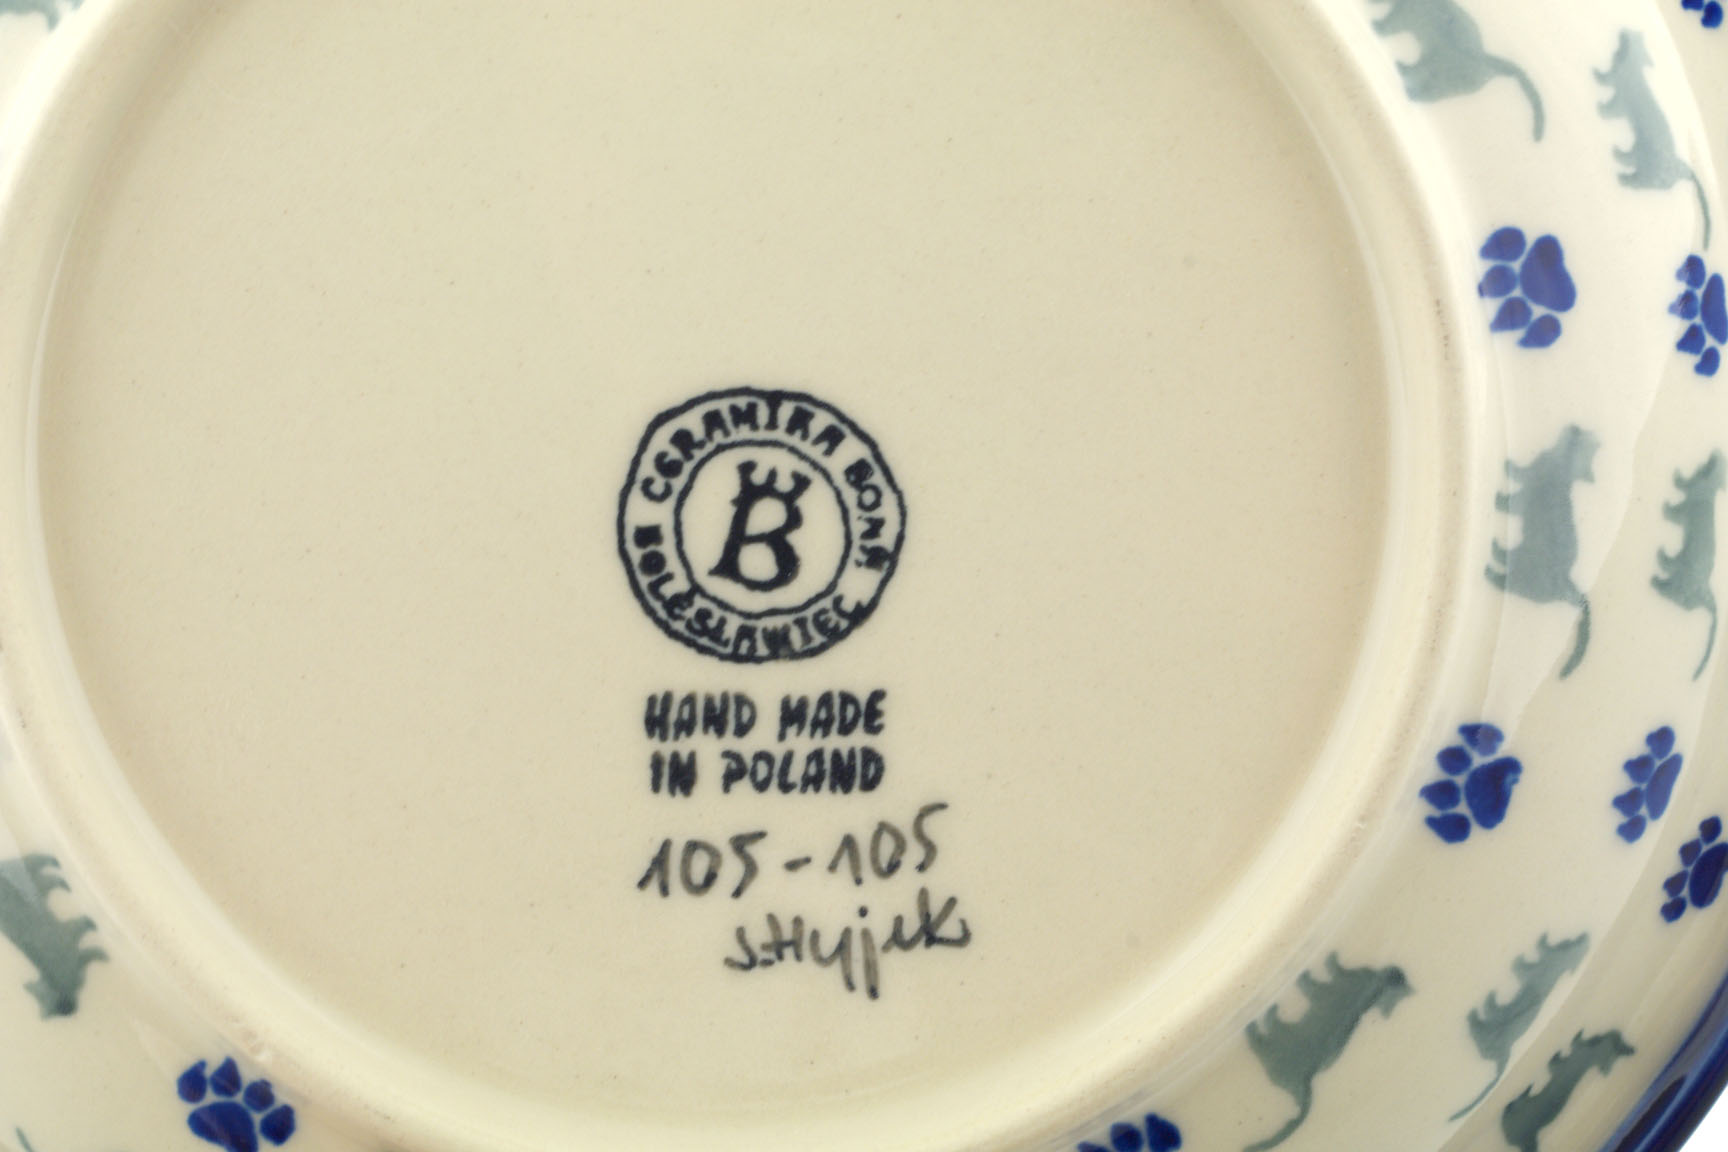 CERAMIKA BONA
BOLESŁAWIEC
B
HAND MADE
IN POLAND
105-105